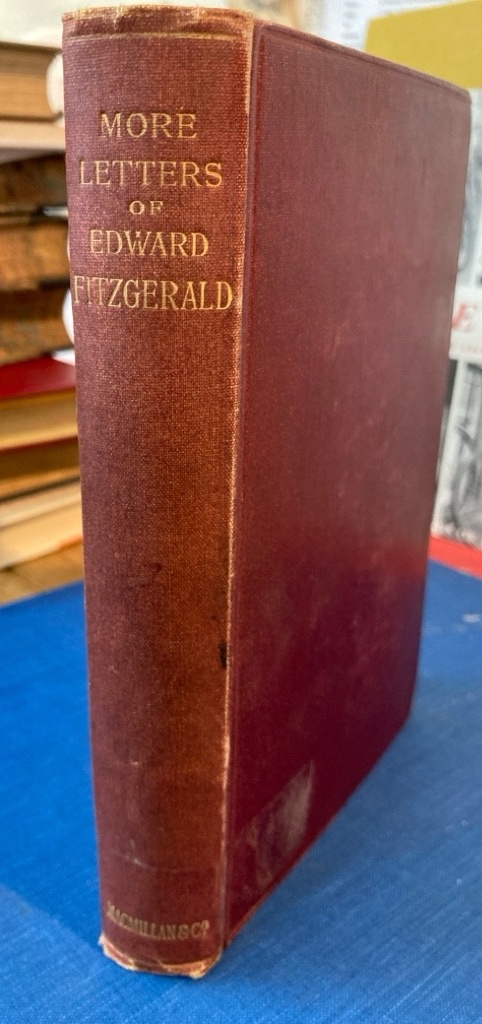 MORE
LETTERS
OF
EDWARD
FITZGERALD
MACMILLAN & Cº
E